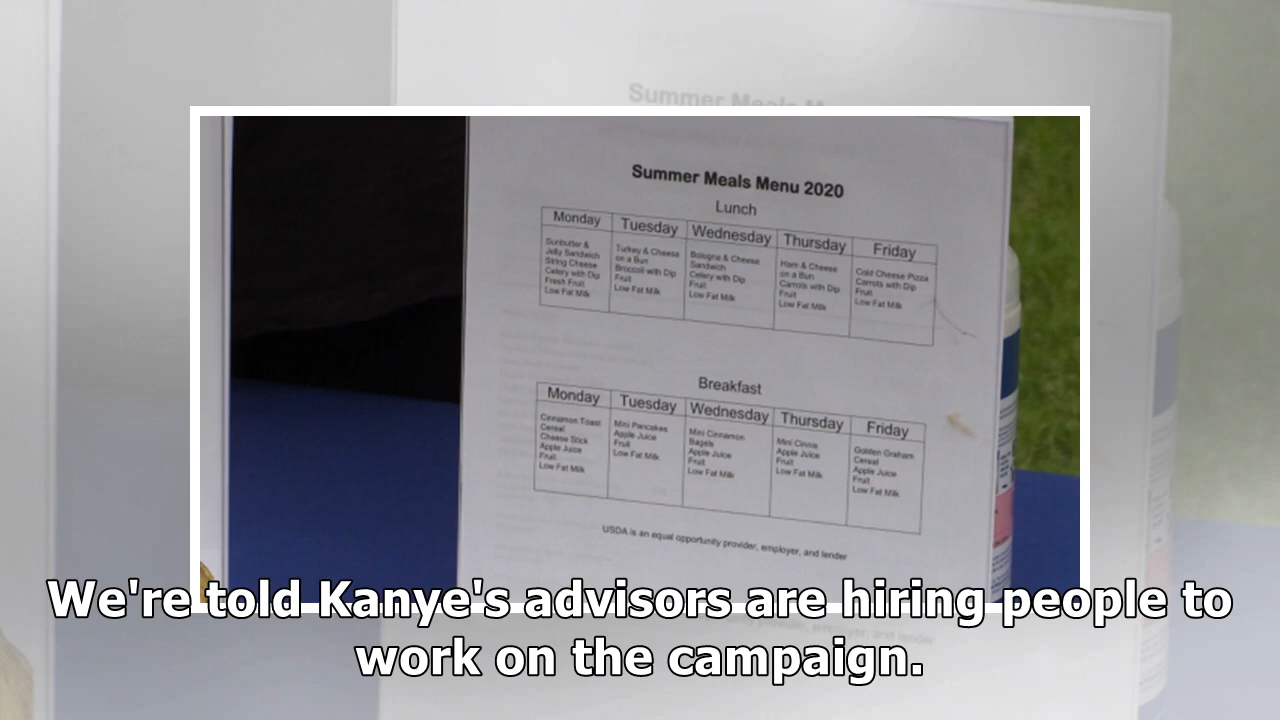 Summer Meals M
Summer Meals Menu 2020
Lunch
Monday Tuesday Wednesday Thursday Friday
Sunbutter &
Jelly Sandwich
String Cheese
Celery with Dip
Fresh Fruit
Low Fat Milk
Turkey & Cheese
on a Bun
Broccoli with Dip
Fruit
Low Fat Milk
Bologna & Cheese
Sandwich
Celery with Dip
Fruit
Low Fat Milk
Ham & Cheese
on a Bun
Carrots with Dip
Fruit
Low Fat Milk
Cold Cheese Pizza
Carrots with Dip
Fruit
Low Fat Milk
Breakfast
Monday Tuesday Wednesday Thursday Friday
Cinnamon Toast
Cereal
Cheese Stick
Apple Juice
Fruit
Low Fat Milk
Mini Pancakes
Apple Juice
Fruit
Low Fat Milk
Mini Cinnamon
Bagels
Apple Juice
Fruit
Low Fat Milk
Mini Cinnis
Apple Juice
Fruit
Low Fat Milk
Golden Graham
Cereal
Apple Juice
Fruit
Low Fat Milk
USDA is an equal opportunity provider, employer, and lender
We're told Kanye's advisors are hiring people to
work on the campaign.